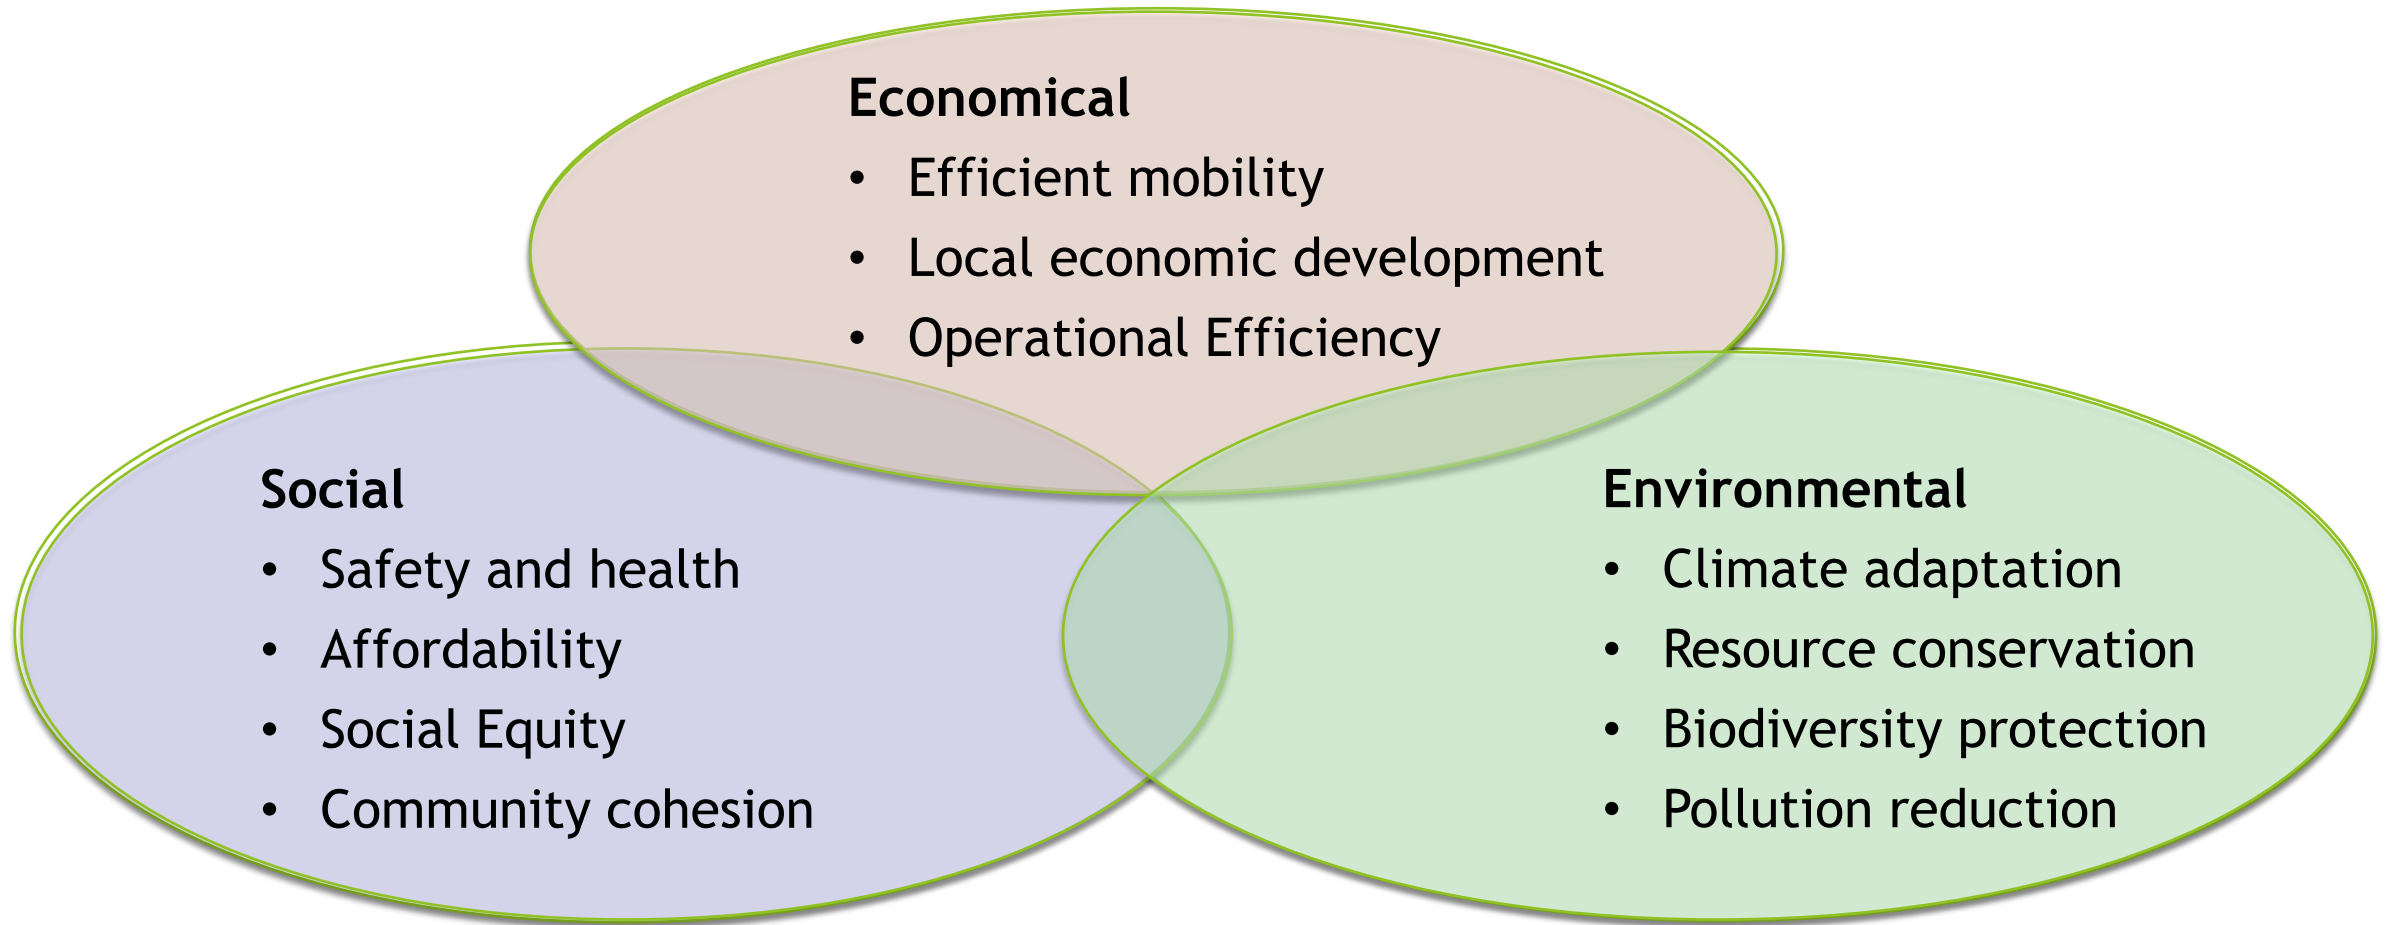 Economical
• Efficient mobility
• Local economic development
• Operational Efficiency
Social
• Safety and health
• Affordability
• Social Equity
• Community cohesion
Environmental
• Climate adaptation
• Resource conservation
• Biodiversity protection
• Pollution reduction